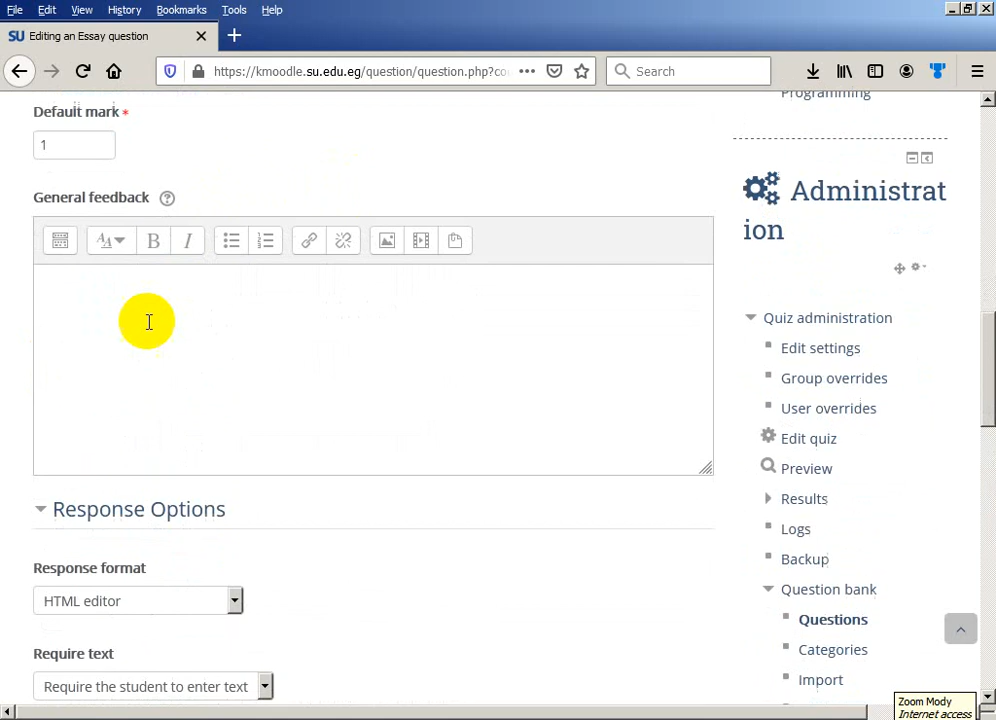 File Edit View History Bookmarks Tools Help
SU Editing an Essay question
https://kmoodle.su.edu.eg/question/question.php?co
Search
Programming
Default mark *
1
General feedback
Administrat
ion
Quiz administration
Edit settings
Group overrides
User overrides
Edit quiz
Preview
Results
Logs
Backup
Question bank
Questions
Categories
Import
Response Options
Response format
HTML editor
Require text
Require the student to enter text
Zoom Mody
Internet access